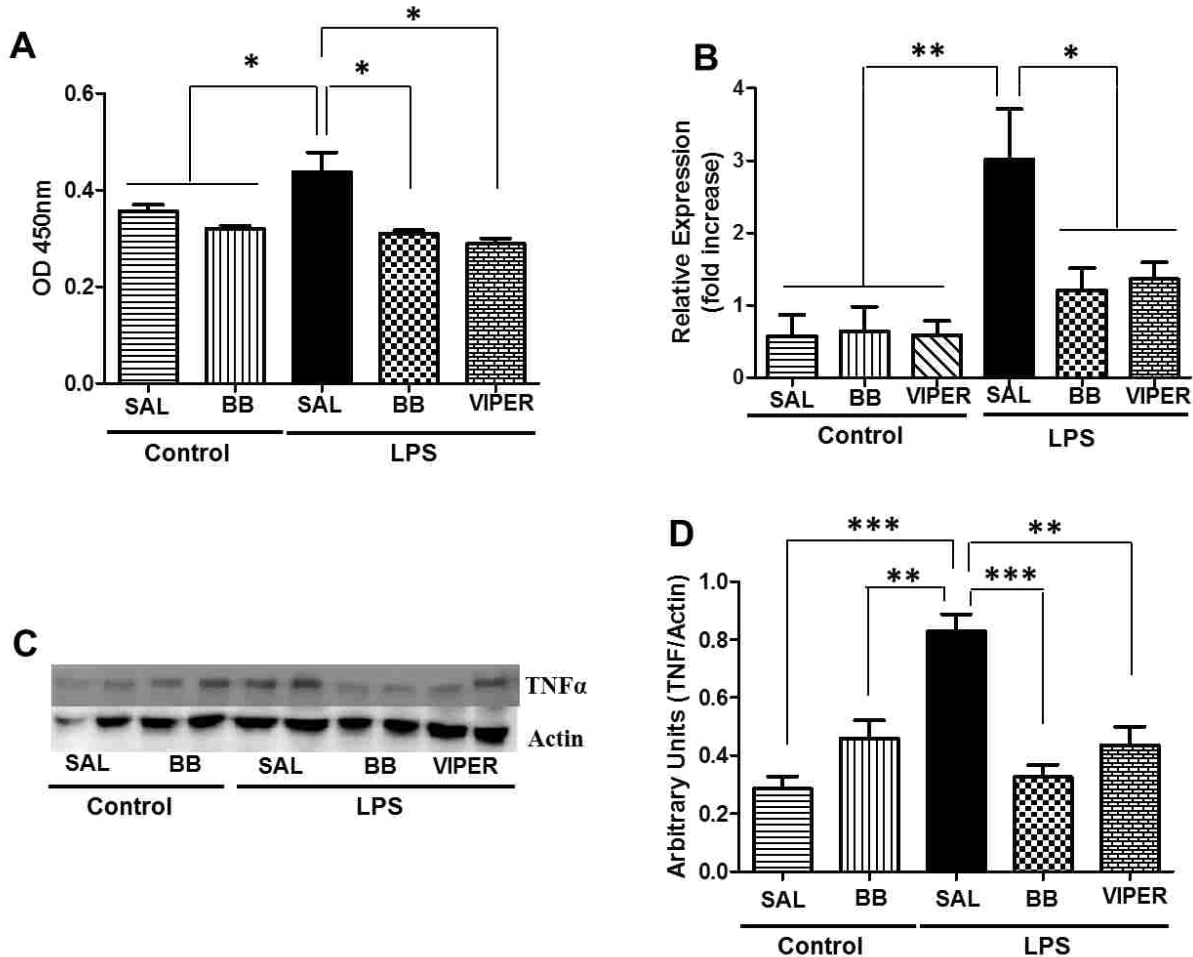 A
*
*
*
OD 450nm
0.6
0.4
0.2
0.0
SAL BB SAL BB VIPER
Control LPS
B
**
*
Relative Expression
(fold increase)
4
3
2
1
0
SAL BB VIPER SAL BB VIPER
Control LPS
C
TNFα
Actin
SAL BB SAL BB VIPER
Control LPS
D
***
**
**
***
Arbitrary Units (TNF/Actin)
1.0
0.8
0.6
0.4
0.2
0.0
SAL BB SAL BB VIPER
Control LPS